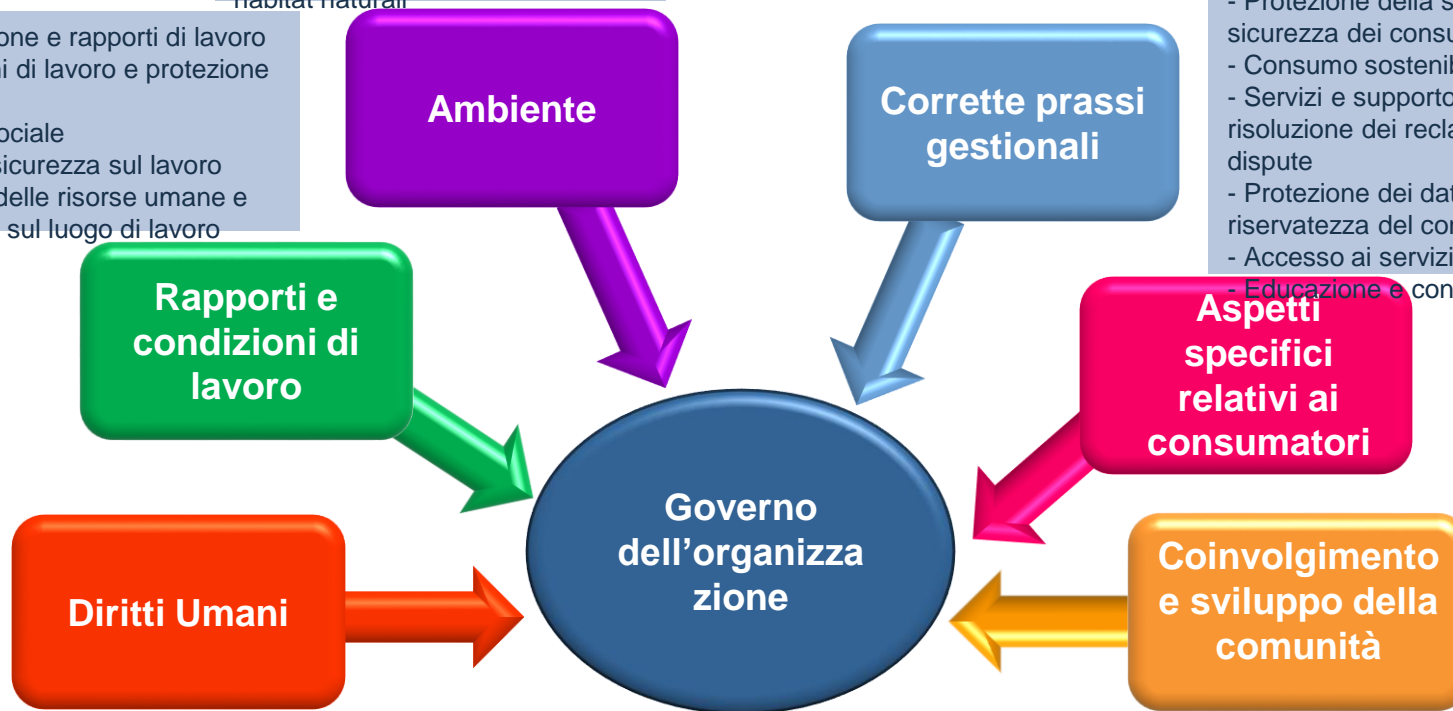 habitat naturali
one e rapporti di lavoro
ni di lavoro e protezione
ociale
sicurezza sul lavoro
delle risorse umane e
sul luogo di lavoro
Ambiente
Corrette prassi
gestionali
- Protezione della s
sicurezza dei consu
- Consumo sostenib
- Servizi e supporto
risoluzione dei recla
dispute
- Protezione dei dat
riservatezza del con
- Accesso ai servizi
- Educazione e con
Rapporti e
condizioni di
lavoro
Aspetti
specifici
relativi ai
consumatori
Governo
dell’organizza
zione
Diritti Umani
Coinvolgimento
e sviluppo della
comunità